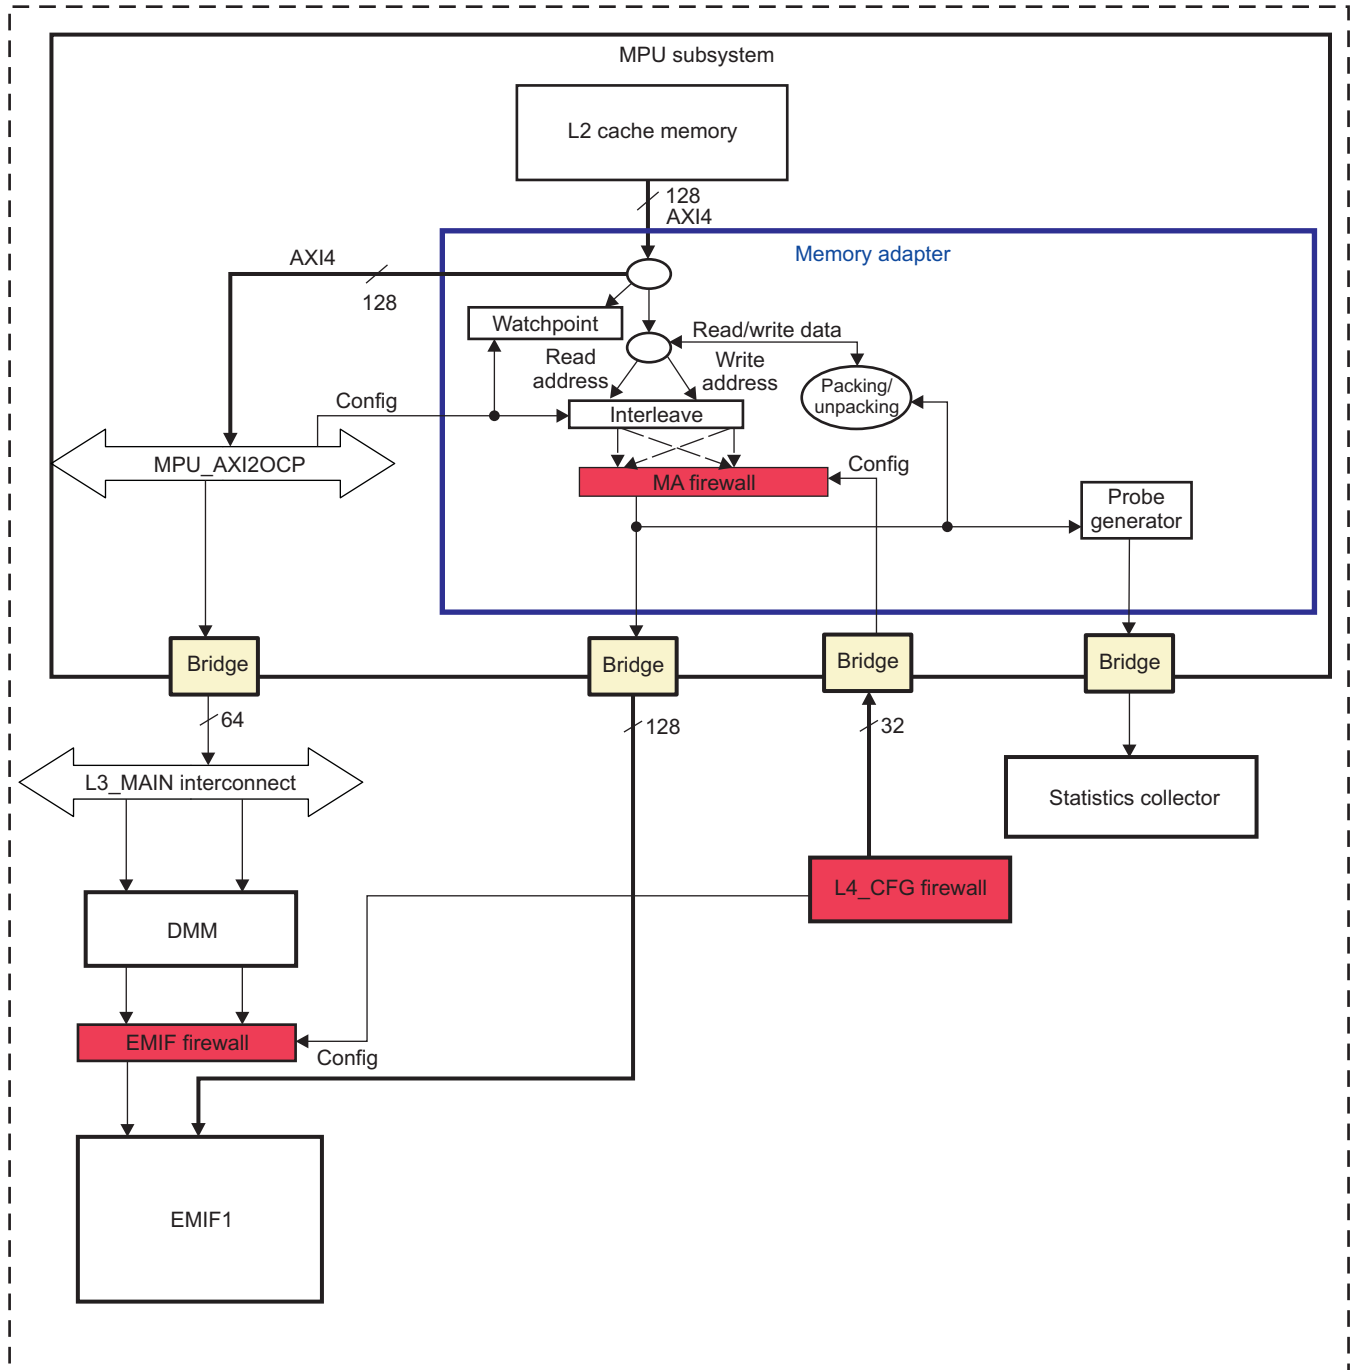 MPU subsystem
L2 cache memory
128
AXI4
Memory adapter
AXI4
128
Watchpoint
Read/write data
Read
address
Write
address
Packing/
unpacking
Config
Interleave
MPU_AXI2OCP
Config
MA firewall
Probe
generator
Bridge
Bridge
Bridge
Bridge
64
128
32
L3_MAIN interconnect
Statistics collector
L4_CFG firewall
DMM
EMIF firewall
Config
EMIF1